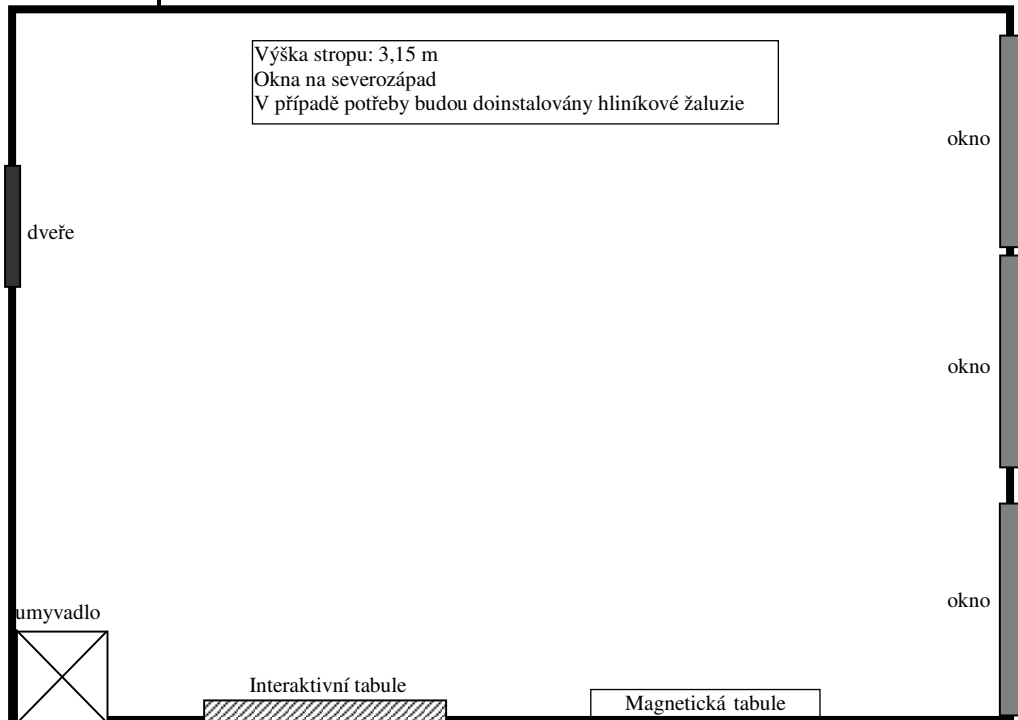 Výška stropu: 3,15 m
Okna na severozápad
V případě potřeby budou doinstalovány hliníkové žaluzie
okno
dveře
okno
okno
umyvadlo
Interaktivní tabule
Magnetická tabule